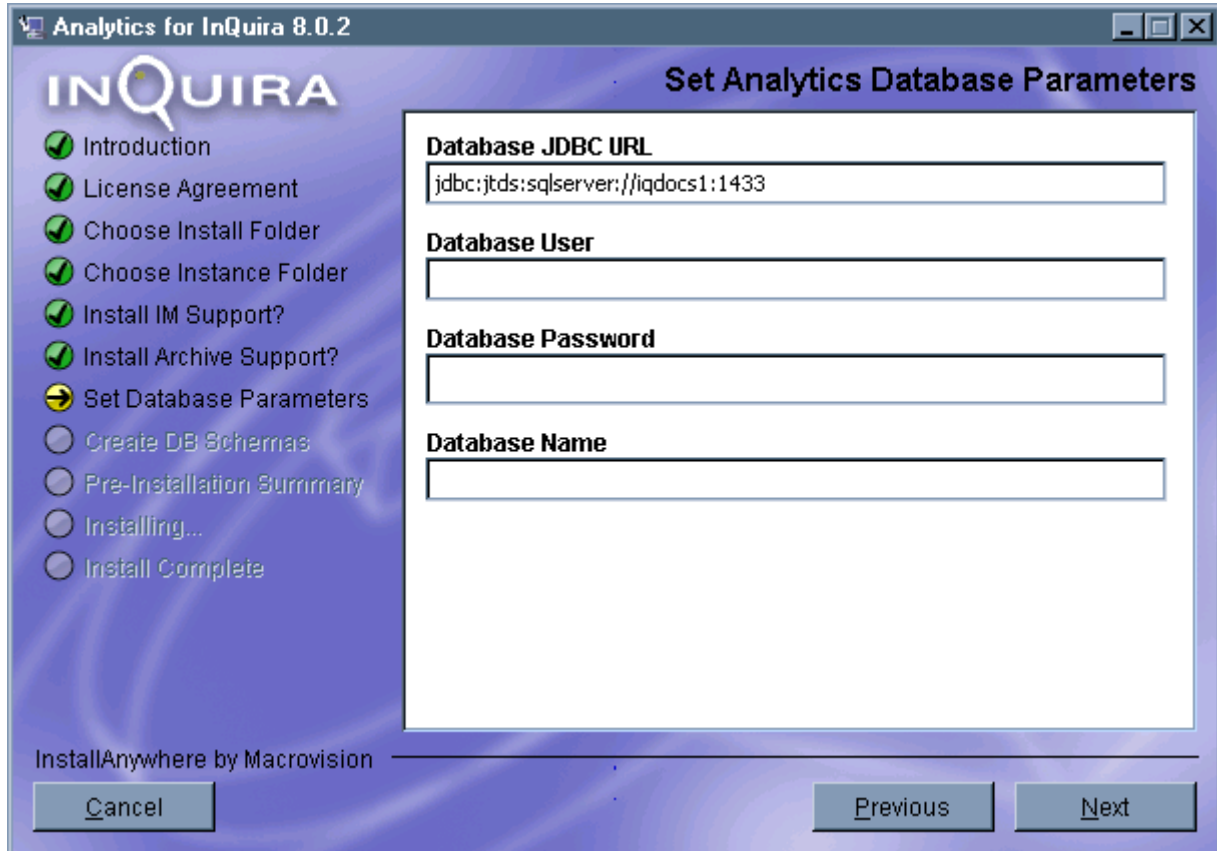 Analytics for InQuira 8.0.2
INQUIRA
Set Analytics Database Parameters
Introduction
License Agreement
Choose Install Folder
Choose Instance Folder
Install IM Support?
Install Archive Support?
Set Database Parameters
Create DB Schemas
Pre-Installation Summary
Installing...
Install Complete
Database JDBC URL
jdbc:jtds:sqlserver://iqdocs1:1433
Database User
Database Password
Database Name
InstallAnywhere by Macrovision
Cancel
Previous
Next